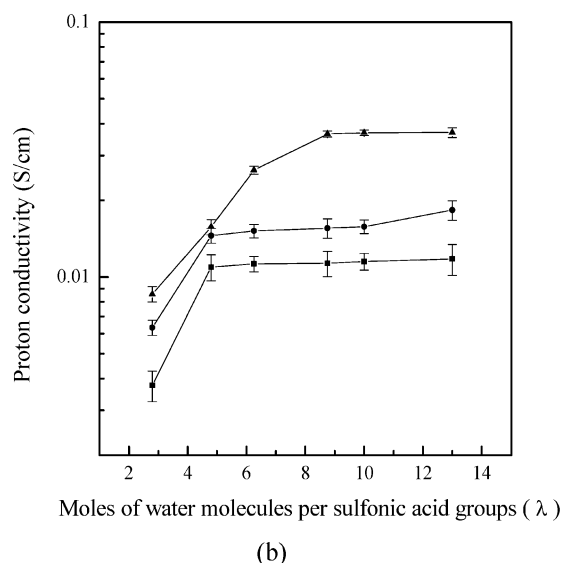 0.1
Proton conductivity (S/cm)
0.01
2 4 6 8 10 12 14
Moles of water molecules per sulfonic acid groups ( λ )
(b)